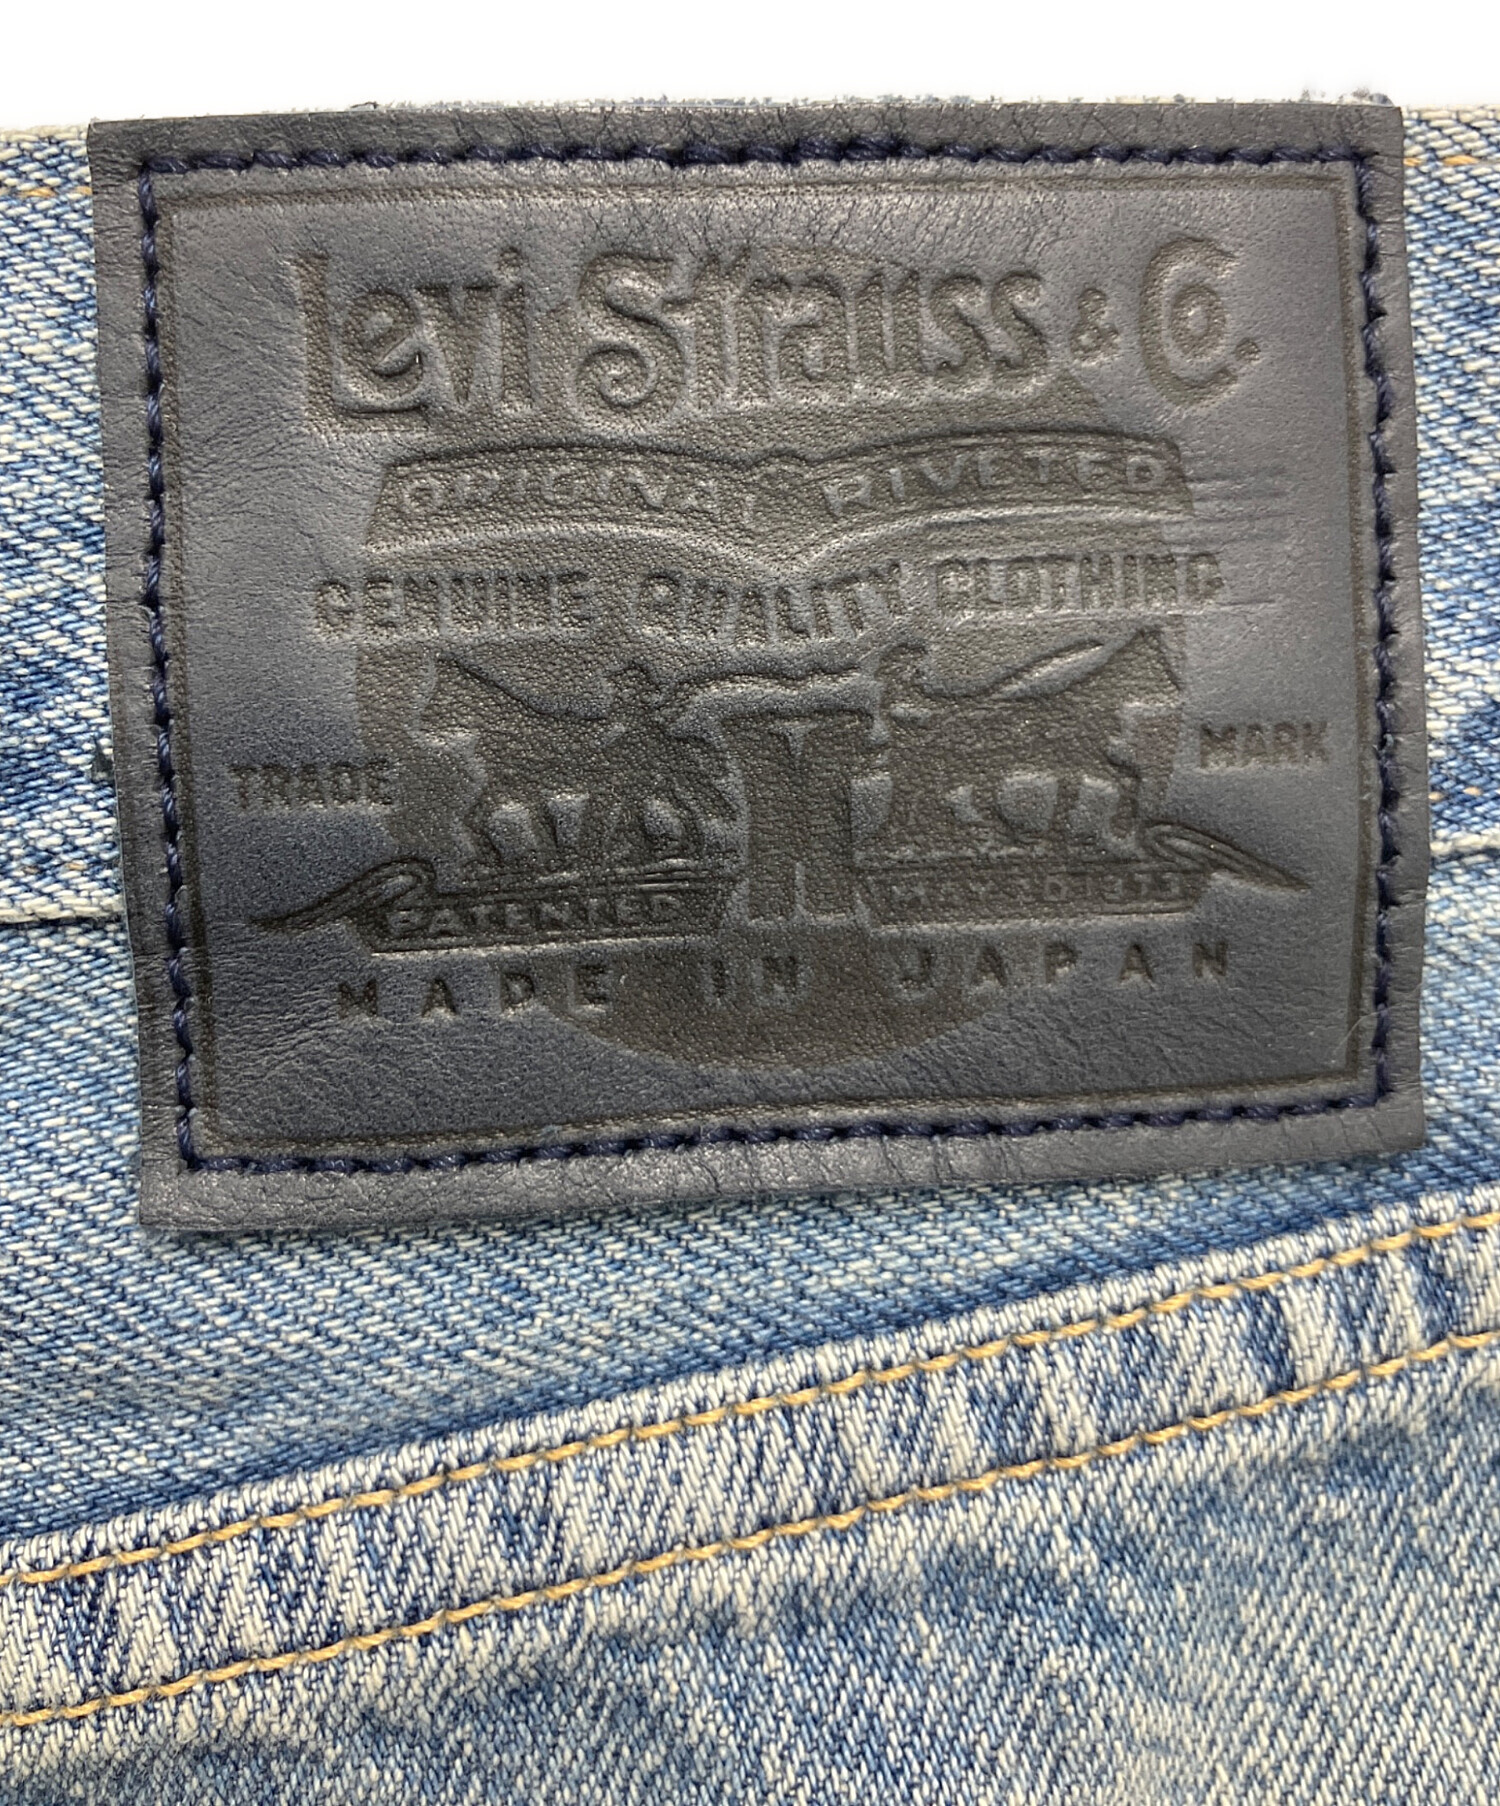 Levi Strauss & Co.
ORIGINAL RIVETED
GENUINE QUALITY CLOTHING
TRADE MARK
PATENTED MAY 20 1873
MADE IN JAPAN